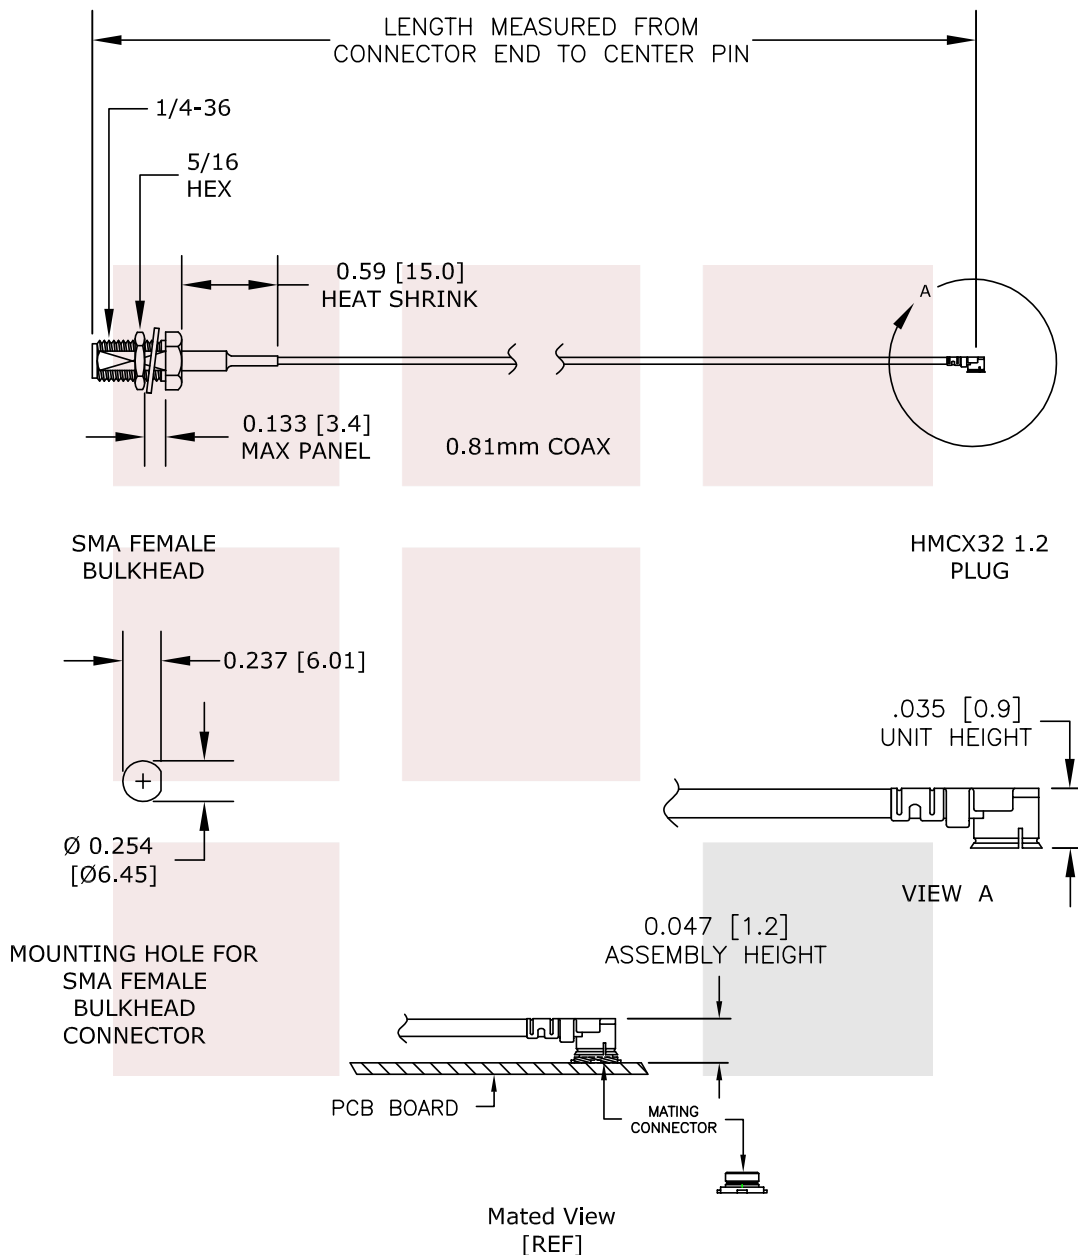 LENGTH MEASURED FROM
CONNECTOR END TO CENTER PIN
1/4-36
5/16
HEX
0.59 [15.0]
HEAT SHRINK
A
0.133 [3.4]
MAX PANEL
0.81mm COAX
SMA FEMALE
BULKHEAD
HMCX32 1.2
PLUG
0.237 [6.01]
.035 [0.9]
UNIT HEIGHT
Ø 0.254
[Ø6.45]
VIEW A
0.047 [1.2]
ASSEMBLY HEIGHT
MOUNTING HOLE FOR
SMA FEMALE
BULKHEAD
CONNECTOR
PCB BOARD
MATING
CONNECTOR
Mated View
[REF]